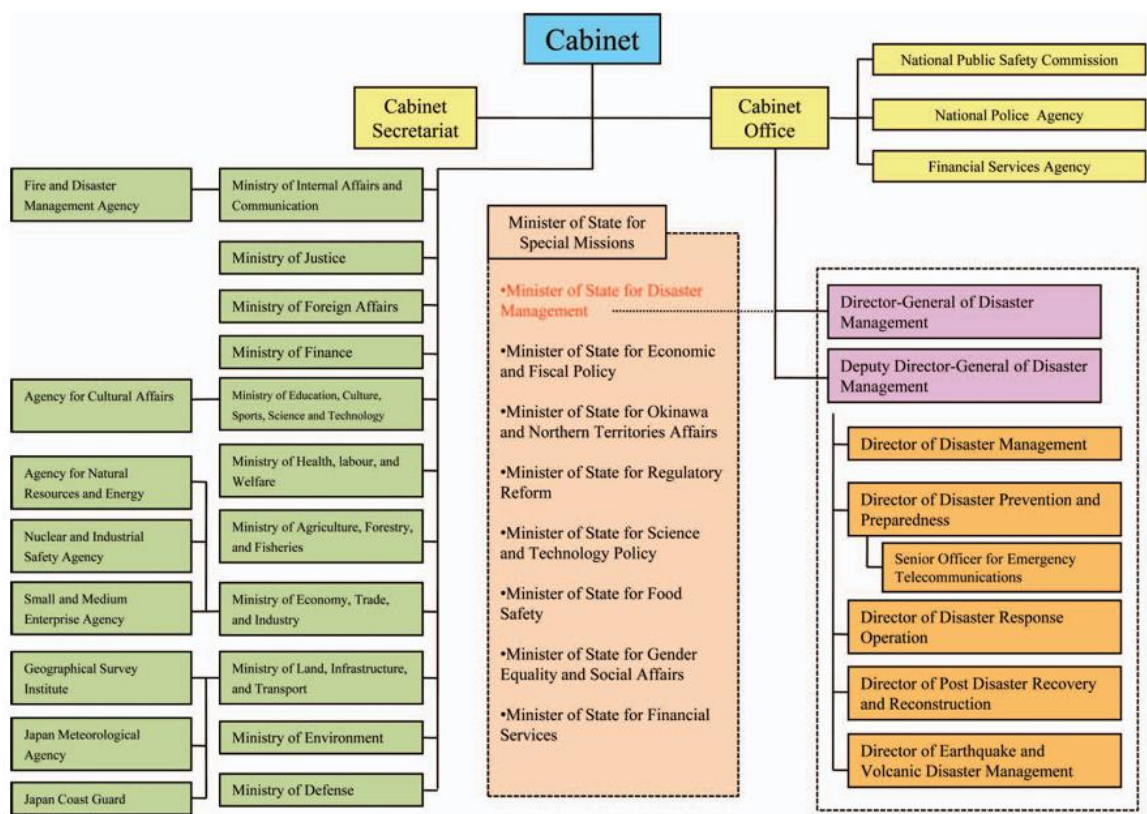 Cabinet
Cabinet
Secretariat
Cabinet
Office
National Public Safety Commission
National Police Agency
Financial Services Agency
Fire and Disaster
Management Agency
Ministry of Internal Affairs and
Communication
Ministry of Justice
Ministry of Foreign Affairs
Ministry of Finance
Agency for Cultural Affairs
Ministry of Education, Culture,
Sports, Science and Technology
Agency for Natural
Resources and Energy
Ministry of Health, labour, and
Welfare
Nuclear and Industrial
Safety Agency
Ministry of Agriculture, Forestry,
and Fisheries
Small and Medium
Enterprise Agency
Ministry of Economy, Trade,
and Industry
Geographical Survey
Institute
Ministry of Land, Infrastructure,
and Transport
Japan Meteorological
Agency
Ministry of Environment
Japan Coast Guard
Ministry of Defense
Minister of State for
Special Missions
•Minister of State for Disaster
Management
•Minister of State for Economic
and Fiscal Policy
•Minister of State for Okinawa
and Northern Territories Affairs
•Minister of State for Regulatory
Reform
•Minister of State for Science
and Technology Policy
•Minister of State for Food
Safety
•Minister of State for Gender
Equality and Social Affairs
•Minister of State for Financial
Services
Director-General of Disaster
Management
Deputy Director-General of Disaster
Management
Director of Disaster Management
Director of Disaster Prevention and
Preparedness
Senior Officer for Emergency
Telecommunications
Director of Disaster Response
Operation
Director of Post Disaster Recovery
and Reconstruction
Director of Earthquake and
Volcanic Disaster Management